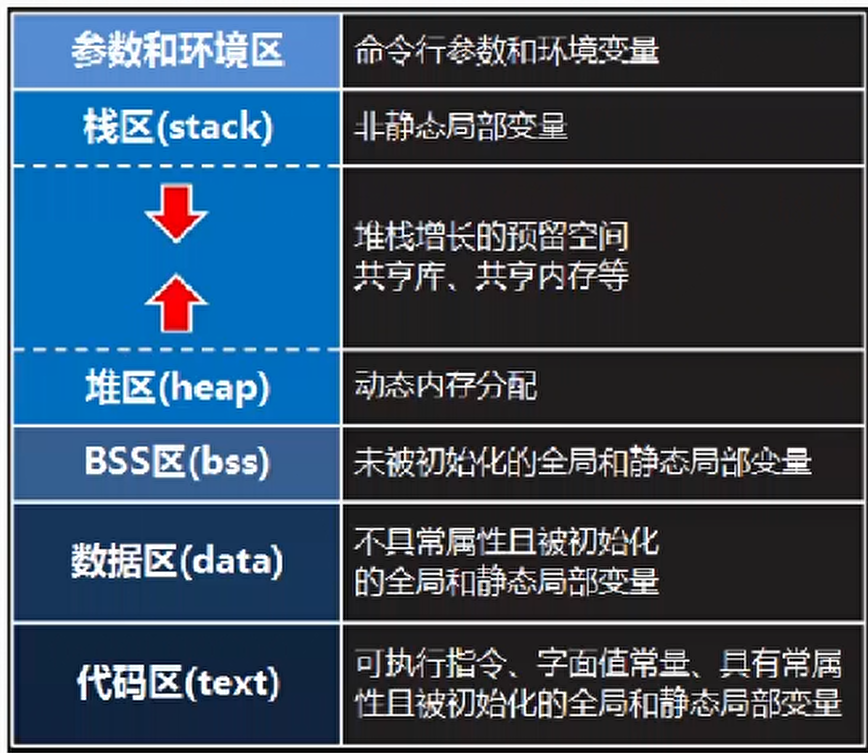 参数和环境区
命令行参数和环境变量
栈区(stack)
非静态局部变量
堆栈增长的预留空间
共享库、共享内存等
堆区(heap)
动态内存分配
BSS区(bss)
未被初始化的全局和静态局部变量
数据区(data)
不具常属性且被初始化
的全局和静态局部变量
代码区(text)
可执行指令、字面值常量、具有常属
性且被初始化的全局和静态局部变量